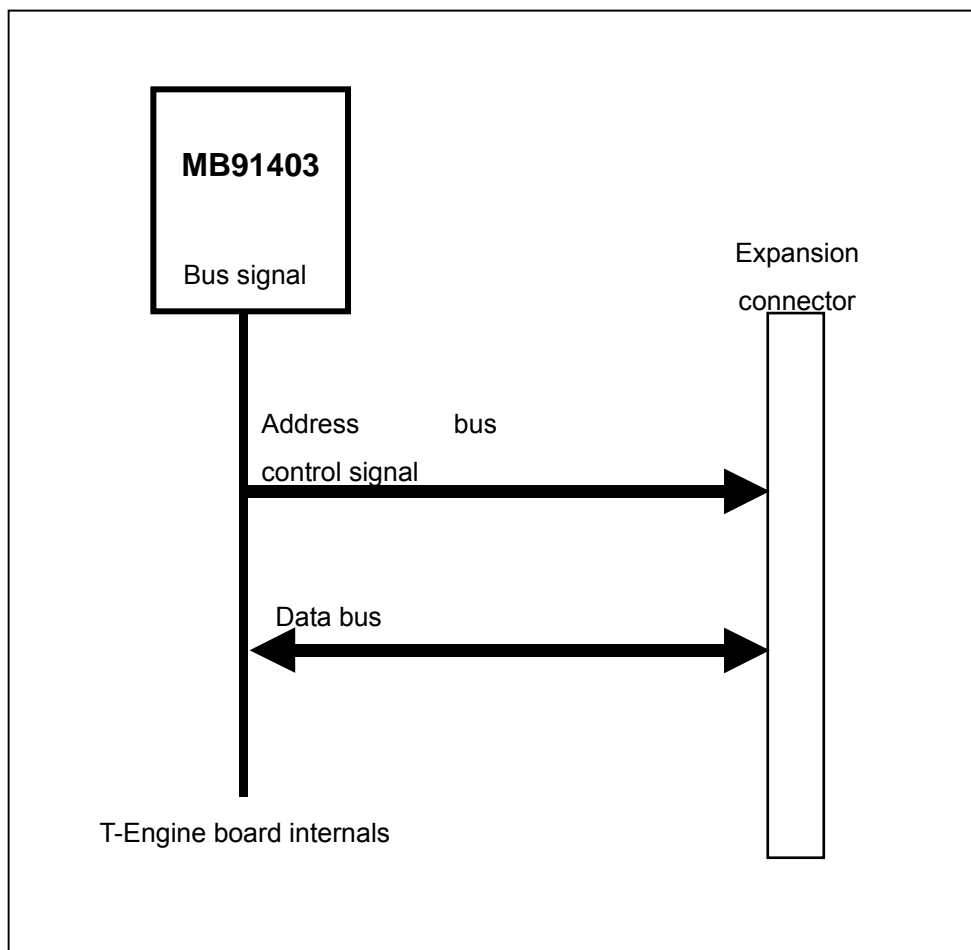 MB91403
Bus signal
Expansion
connector
Address bus
control signal
Data bus
T-Engine board internals